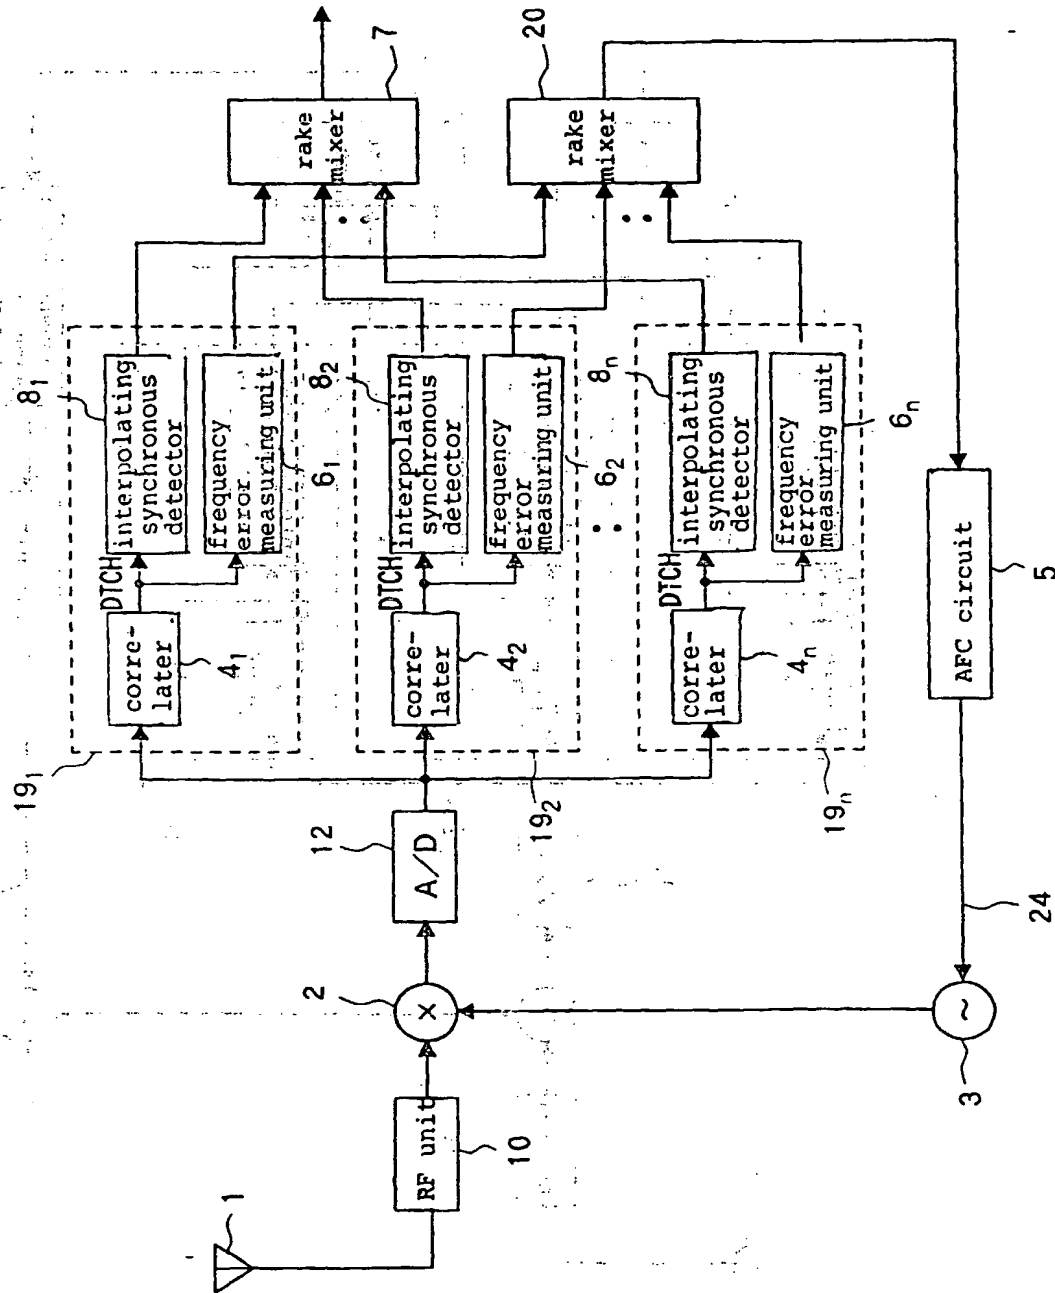 1
RF unit
10
2
×
3
~
24
A/D
12
19₁
corre-
later
4₁
DTCH
interpolating
synchronous
detector
8₁
frequency
error
measuring unit
6₁
19₂
corre-
later
4₂
DTCH
interpolating
synchronous
detector
8₂
frequency
error
measuring unit
6₂
19ₙ
corre-
later
4ₙ
DTCH
interpolating
synchronous
detector
8ₙ
frequency
error
measuring unit
6ₙ
rake
mixer
7
rake
mixer
20
AFC circuit
5